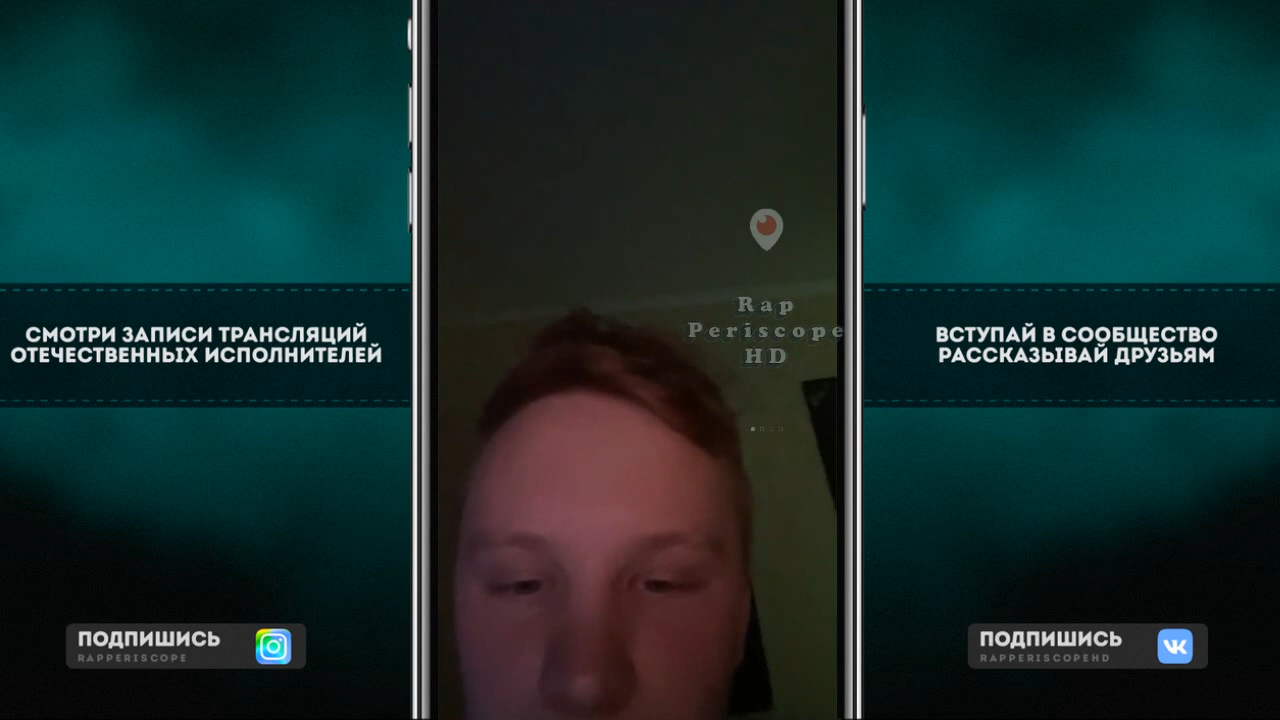 СМОТРИ ЗАПИСИ ТРАНСЛЯЦИЙ
ОТЕЧЕСТВЕННЫХ ИСПОЛНИТЕЛЕЙ
Rap
Periscope
HD
ВСТУПАЙ В СООБЩЕСТВО
РАССКАЗЫВАЙ ДРУЗЬЯМ
ПОДПИШИСЬ
RAPPERISCOPE
ПОДПИШИСЬ
RAPPERISCOPEHD